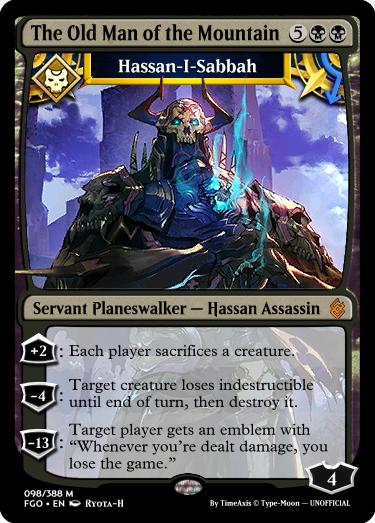 The Old Man of the Mountain 5
Hassan-I-Sabbah
Servant Planeswalker — Hassan Assassin
+2: Each player sacrifices a creature.
-4: Target creature loses indestructible
until end of turn, then destroy it.
-13: Target player gets an emblem with
“Whenever you’re dealt damage, you
lose the game.”
4
098/388 M
FGO • EN Ryota-H
By TimeAxis © Type-Moon — UNOFFICIAL